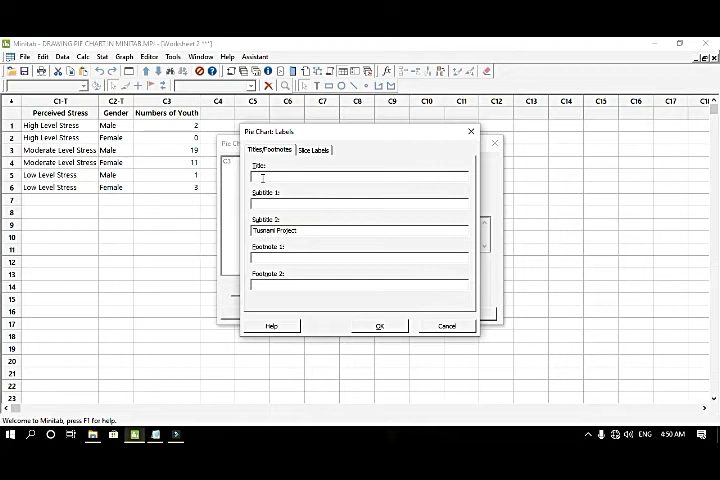 Minitab - DRAWING PIE CHART IN MINITAB.MPJ - [Worksheet 2 ***]
File Edit Data Calc Stat Graph Editor Tools Window Help Assistant
C1-T C2-T C3 C4 C5 C6 C7 C8 C9 C10 C11 C12 C13 C14 C15 C16 C17
Perceived Stress Gender Numbers of Youth
1 High Level Stress Male 2
2 High Level Stress Female 0
3 Moderate Level Stress Male 19
4 Moderate Level Stress Female 11
5 Low Level Stress Male 1
6 Low Level Stress Female 3
7
8
9
10
11
12
13
14
15
16
17
18
19
20
21
22
23
Pie Ch
C3
Pie Chart: Labels
Titles/Footnotes Slice Labels
Title:
Subtitle 1:
Subtitle 2:
Tusnami Project
Footnote 1:
Footnote 2:
Help OK Cancel
Welcome to Minitab, press F1 for help.
ENG 4:50 AM